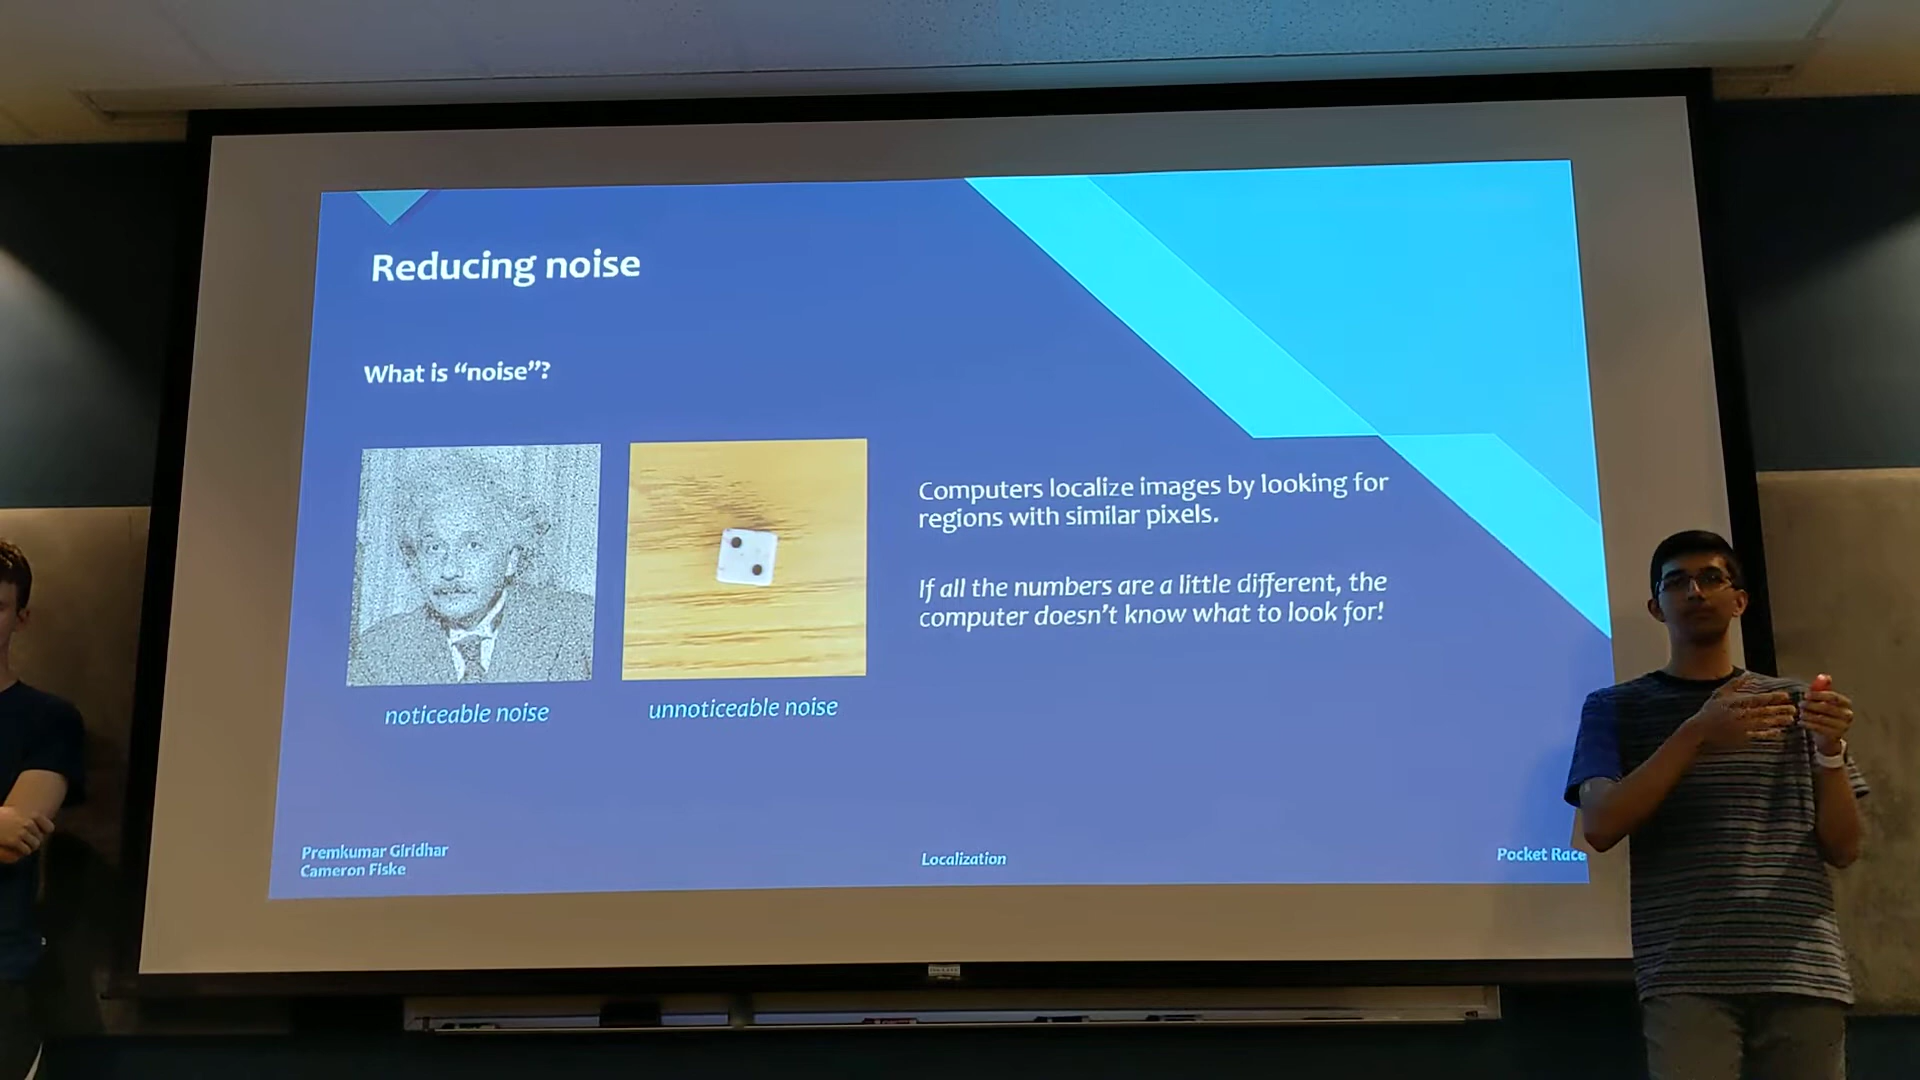 Reducing noise
What is “noise”?
Computers localize images by looking for
regions with similar pixels.
If all the numbers are a little different, the
computer doesn’t know what to look for!
noticeable noise
unnoticeable noise
Premkumar Giridhar
Cameron Fiske
Localization
Pocket Race